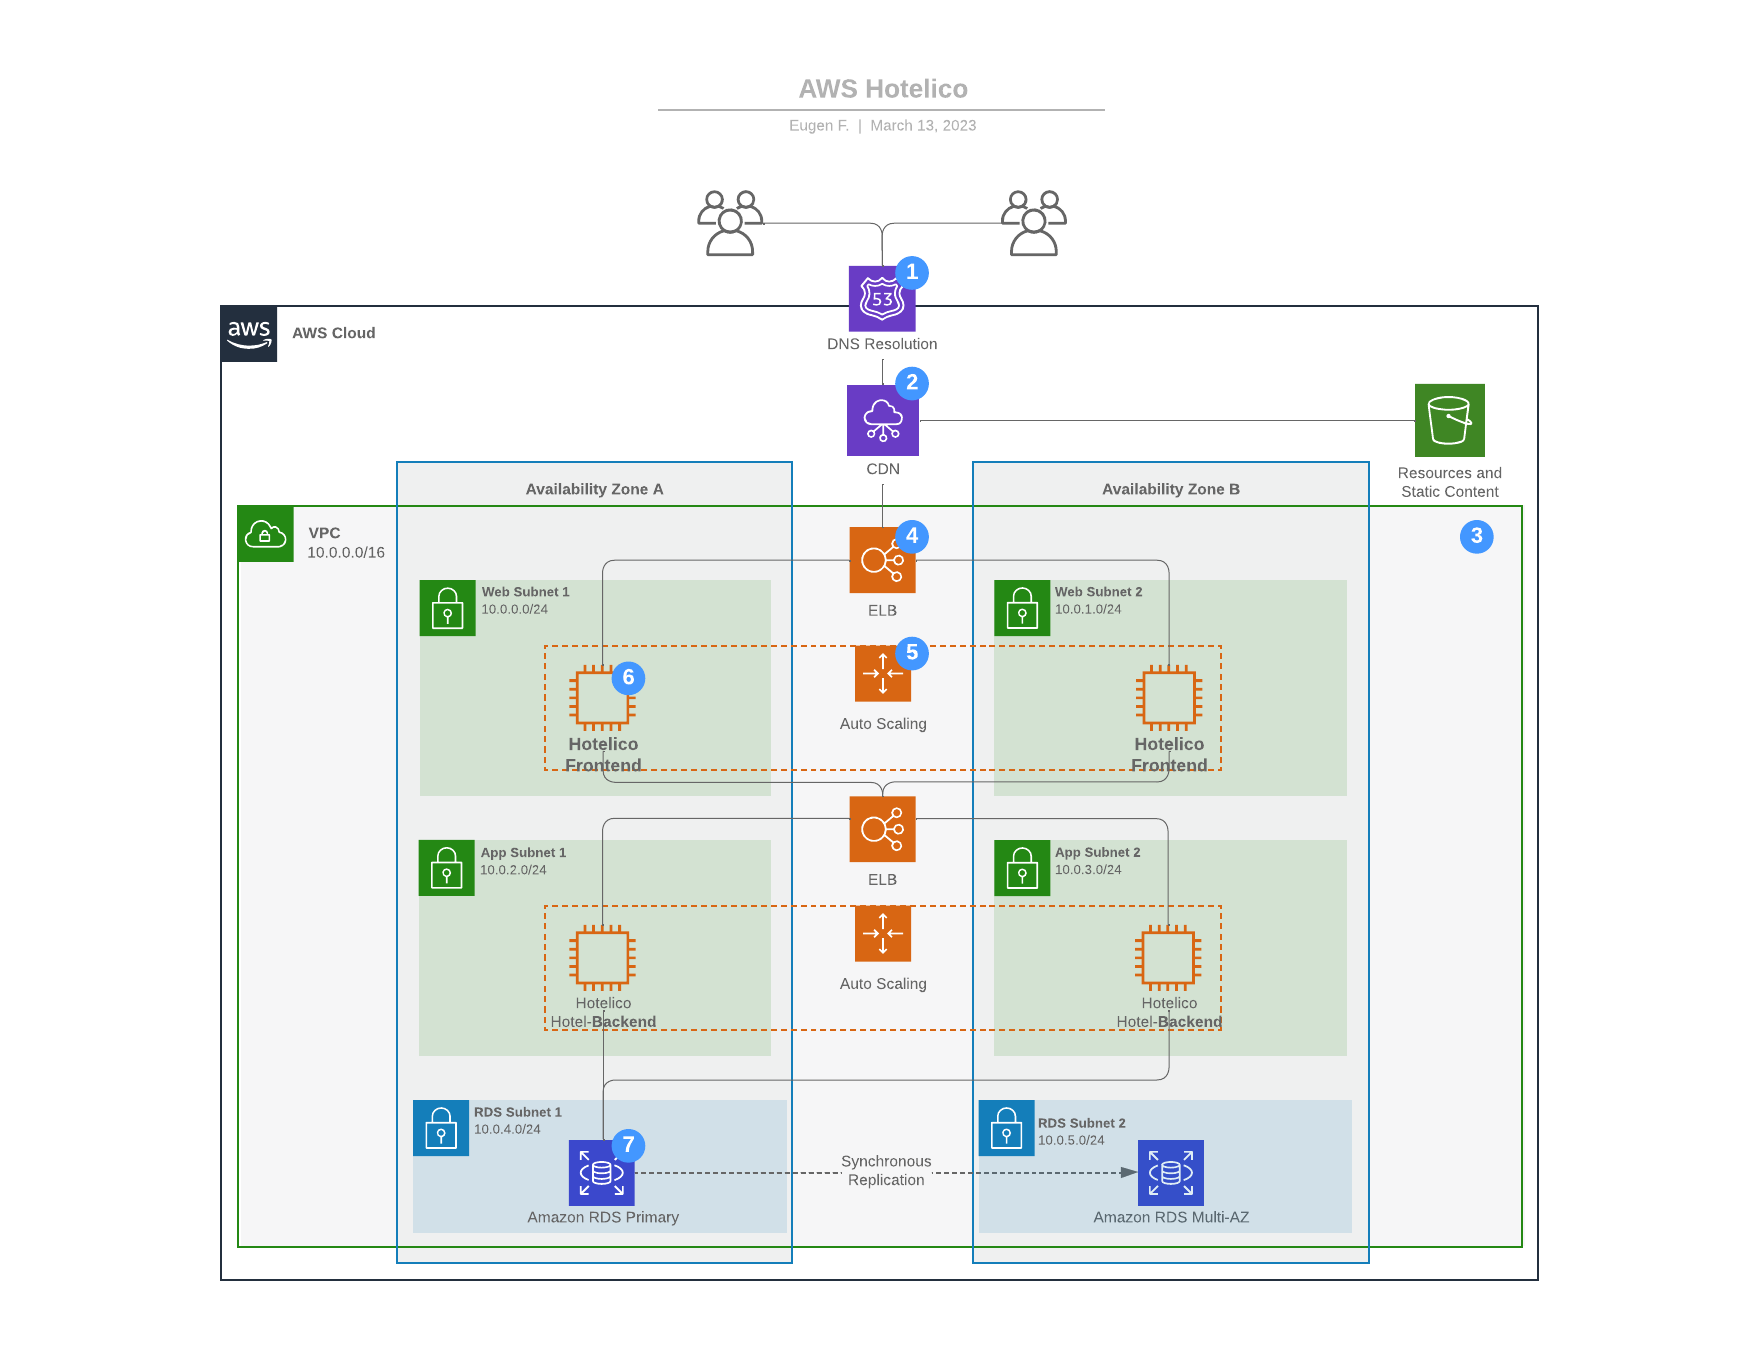 AWS Hotelico
Eugen F. | March 13, 2023
1
53
aws
AWS Cloud
DNS Resolution
2
CDN
Resources and
Static Content
Availability Zone A
Availability Zone B
VPC
10.0.0.0/16
3
4
ELB
Web Subnet 1
10.0.0.0/24
Web Subnet 2
10.0.1.0/24
5
Auto Scaling
6
Hotelico
Frontend
Hotelico
Frontend
ELB
App Subnet 1
10.0.2.0/24
App Subnet 2
10.0.3.0/24
Auto Scaling
Hotelico
Hotel-Backend
Hotelico
Hotel-Backend
RDS Subnet 1
10.0.4.0/24
RDS Subnet 2
10.0.5.0/24
7
Synchronous
Replication
Amazon RDS Primary
Amazon RDS Multi-AZ